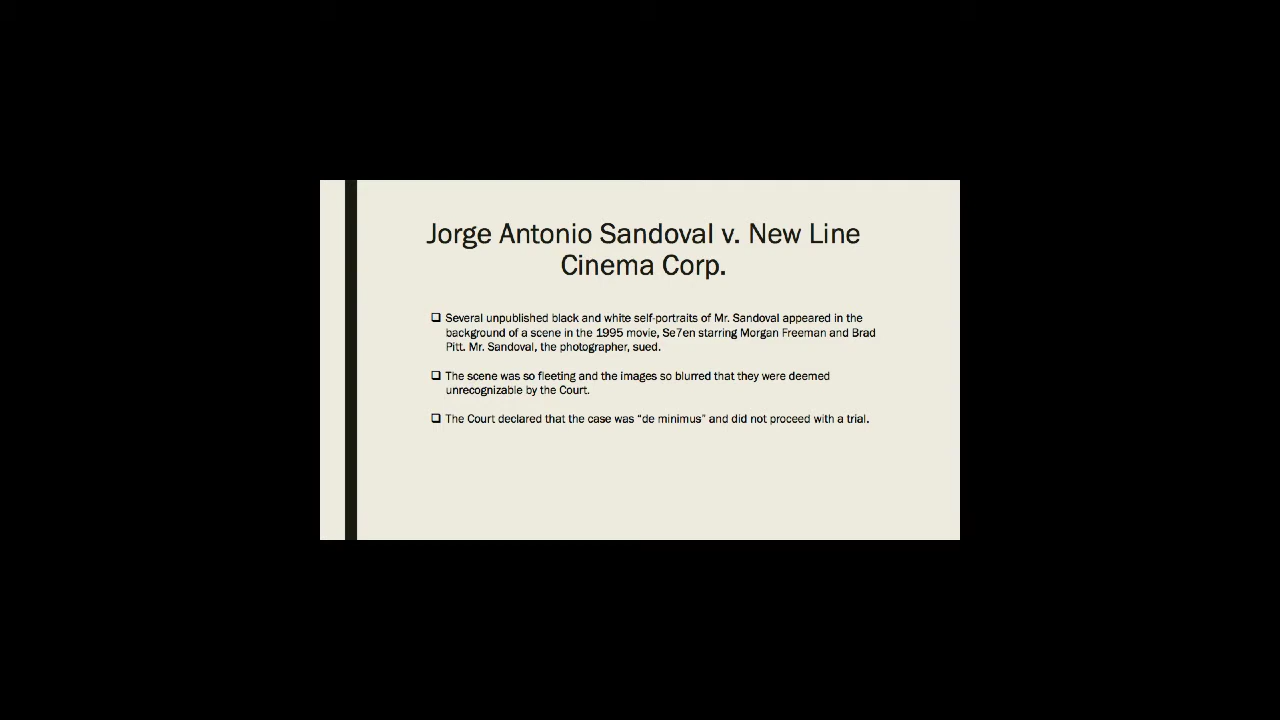 Jorge Antonio Sandoval v. New Line
Cinema Corp.
❑ Several unpublished black and white self-portraits of Mr. Sandoval appeared in the
background of a scene in the 1995 movie, Se7en starring Morgan Freeman and Brad
Pitt. Mr. Sandoval, the photographer, sued.
❑ The scene was so fleeting and the images so blurred that they were deemed
unrecognizable by the Court.
❑ The Court declared that the case was “de minimus” and did not proceed with a trial.